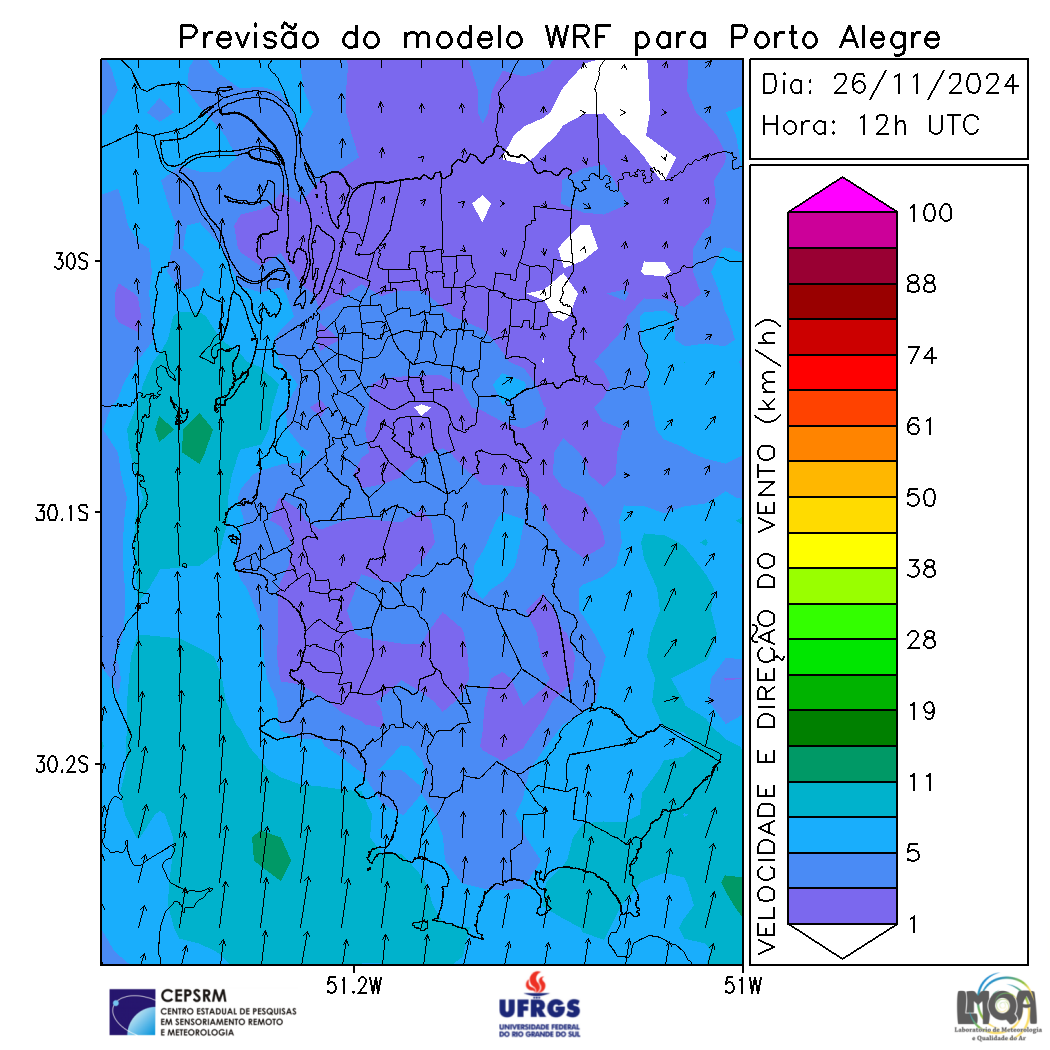 Previsão do modelo WRF para Porto Alegre
Dia: 26/11/2024
Hora: 12h UTC
30S
30.1S
30.2S
51.2W
51W
VELOCIDADE E DIREÇÃO DO VENTO (km/h)
100
88
74
61
50
38
28
19
11
5
1
CEPSRM
CENTRO ESTADUAL DE PESQUISAS
EM SENSORIAMENTO REMOTO
E METEOROLOGIA
UFRGS
UNIVERSIDADE FEDERAL
DO RIO GRANDE DO SUL
LMQA
Laboratório de Meteorologia
e Qualidade do Ar